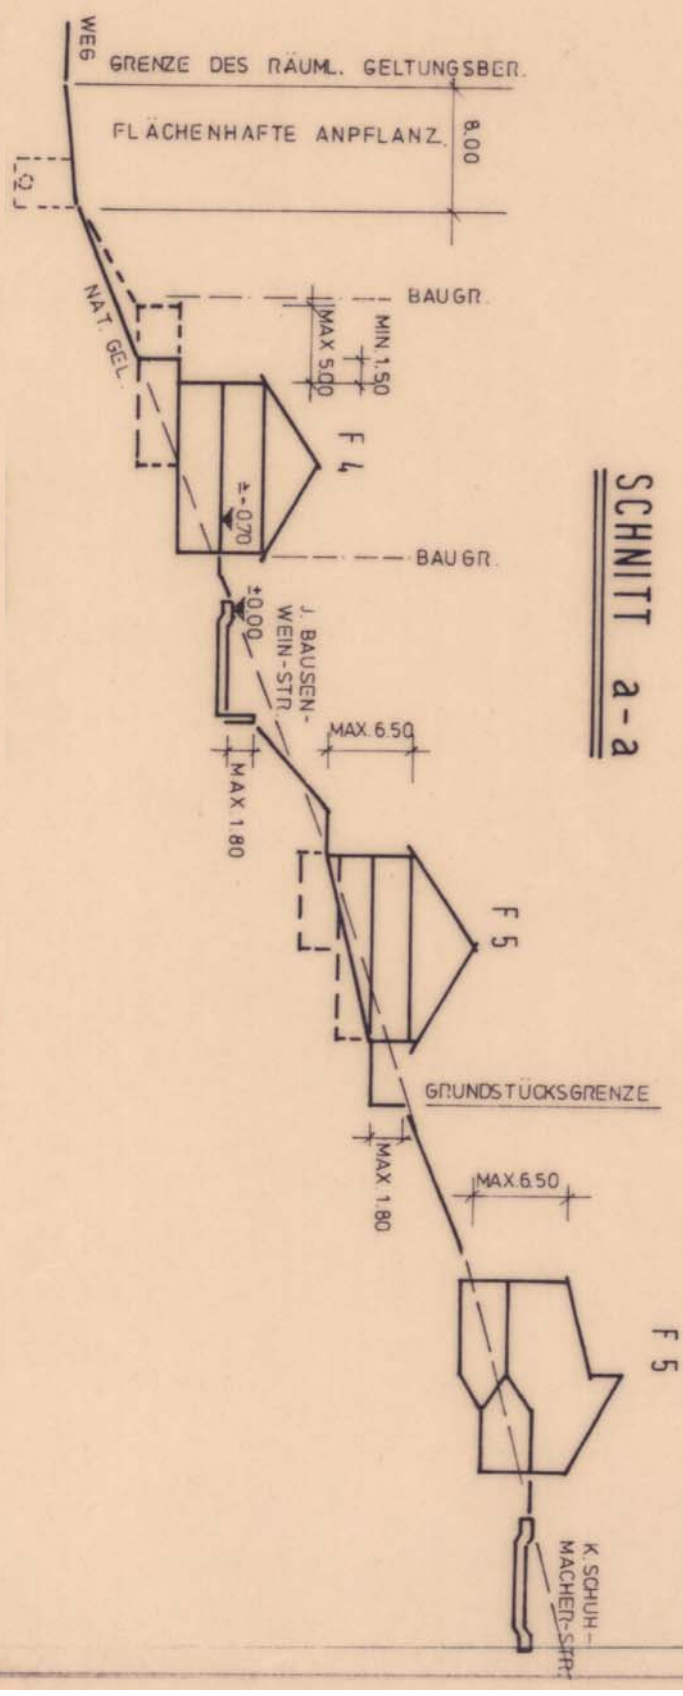 SCHNITT a-a
WEG
GRENZE DES RÄUML. GELTUNGSBER.
FLÄCHENHAFTE ANPFLANZ.
8.00
NAT. GEL.
BAUGR.
MAX 5.00
MIN. 1.50
F 4
±-0.70
BAUGR.
±0.00
J. BAUSEN-
WEIN-STR.
MAX. 1.80
MAX. 6.50
F 5
GRUNDSTÜCKSGRENZE
MAX. 1.80
MAX. 6.50
F 5
K. SCHUH-
MACHER-STR.